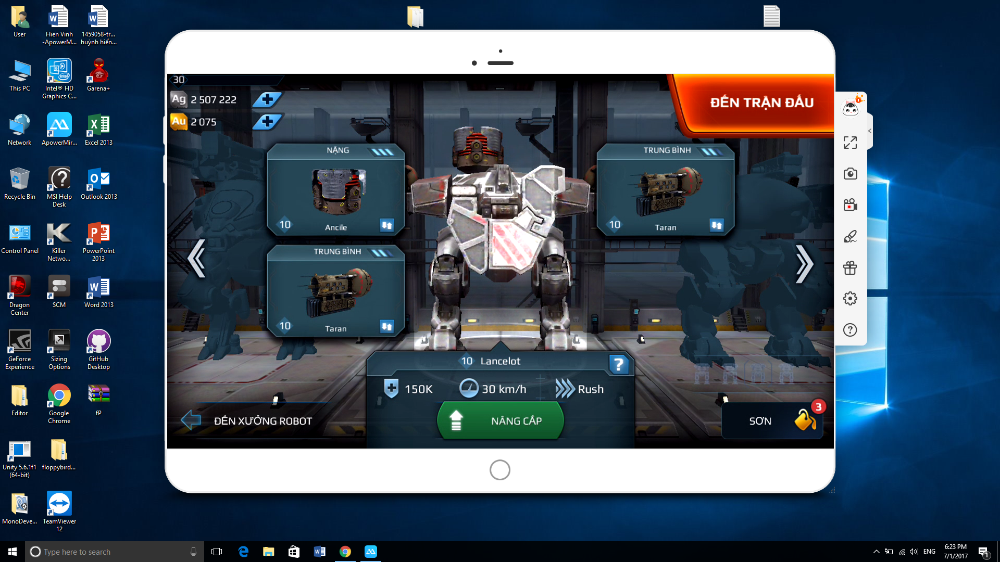 User
Hien Vinh
-ApowerM...
1459058-tr...
huỳnh hiển...
This PC
Intel® HD
Graphics C...
Garena+
Network
ApowerMir...
Excel 2013
Recycle Bin
MSI Help
Desk
Outlook 2013
Control Panel
Killer
Netwo...
PowerPoint
2013
Dragon
Center
SCM
Word 2013
GeForce
Experience
Sizing
Options
GitHub
Desktop
Editor
Google
Chrome
fP
Unity 5.6.1f1
(64-bit)
floppybird...
MonoDeve...
TeamViewer
12
30
Ag 2 507 222
Au 2 075
ĐẾN TRẬN ĐẤU
NẶNG
10 Ancile
TRUNG BÌNH
10 Taran
TRUNG BÌNH
10 Taran
10 Lancelot
?
150K
30 km/h
Rush
ĐẾN XƯỞNG ROBOT
NÂNG CẤP
SƠN
3
Type here to search
ENG
6:23 PM
7/1/2017
1